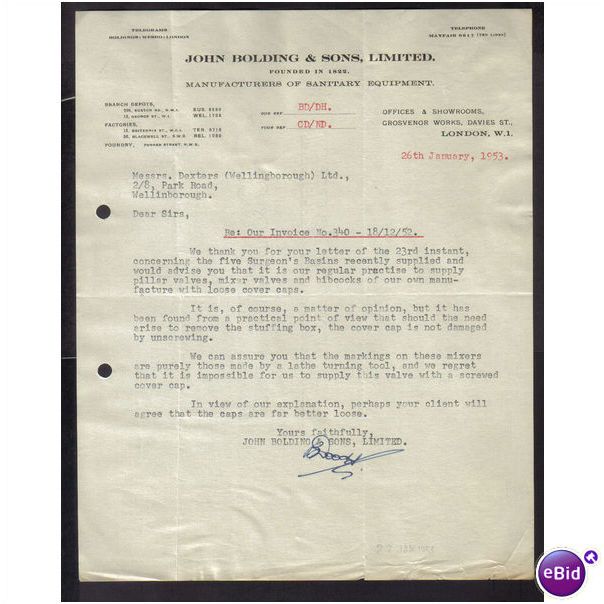 TELEGRAMS
BOLDINGS: WESDO: LONDON
TELEPHONE
MAYFAIR 6417
JOHN BOLDING & SONS, LIMITED.
FOUNDED IN 1822.
MANUFACTURERS OF SANITARY EQUIPMENT.
BRANCH DEPOTS,
FACTORIES,
FOUNDRY,
OUR REF BD/DH.
YOUR REF CD/ND.
OFFICES & SHOWROOMS,
GROSVENOR WORKS, DAVIES ST.,
LONDON, W.1.
26th January, 1953.
Messrs. Dexters (Wellingborough) Ltd.,
2/8, Park Road,
Wellinborough.
Dear Sirs,
Re: Our Invoice No.340 - 18/12/52.
We thank you for your letter of the 23rd instant,
concerning the five Surgeon's Basins recently supplied and
would advise you that it is our regular practise to supply
pillar valves, mixer valves and bibcocks of our own manu-
facture with loose cover caps.
It is, of course, a matter of opinion, but it has
been found from a practical point of view that should the need
arise to remove the stuffing box, the cover cap is not damaged
by unscrewing.
We can assure you that the markings on these mixers
are purely those made by a lathe turning tool, and we regret
that it is impossible for us to supply this valve with a screwed
cover cap.
In view of our explanation, perhaps your client will
agree that the caps are far better loose.
Yours faithfully,
JOHN BOLDING & SONS, LIMITED.
eBid